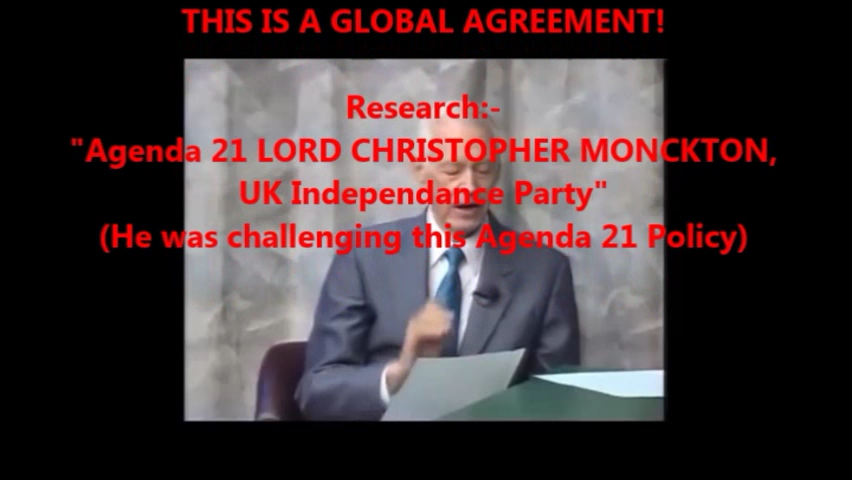 THIS IS A GLOBAL AGREEMENT!
Research:-
"Agenda 21 LORD CHRISTOPHER MONCKTON,
UK Independance Party"
(He was challenging this Agenda 21 Policy)